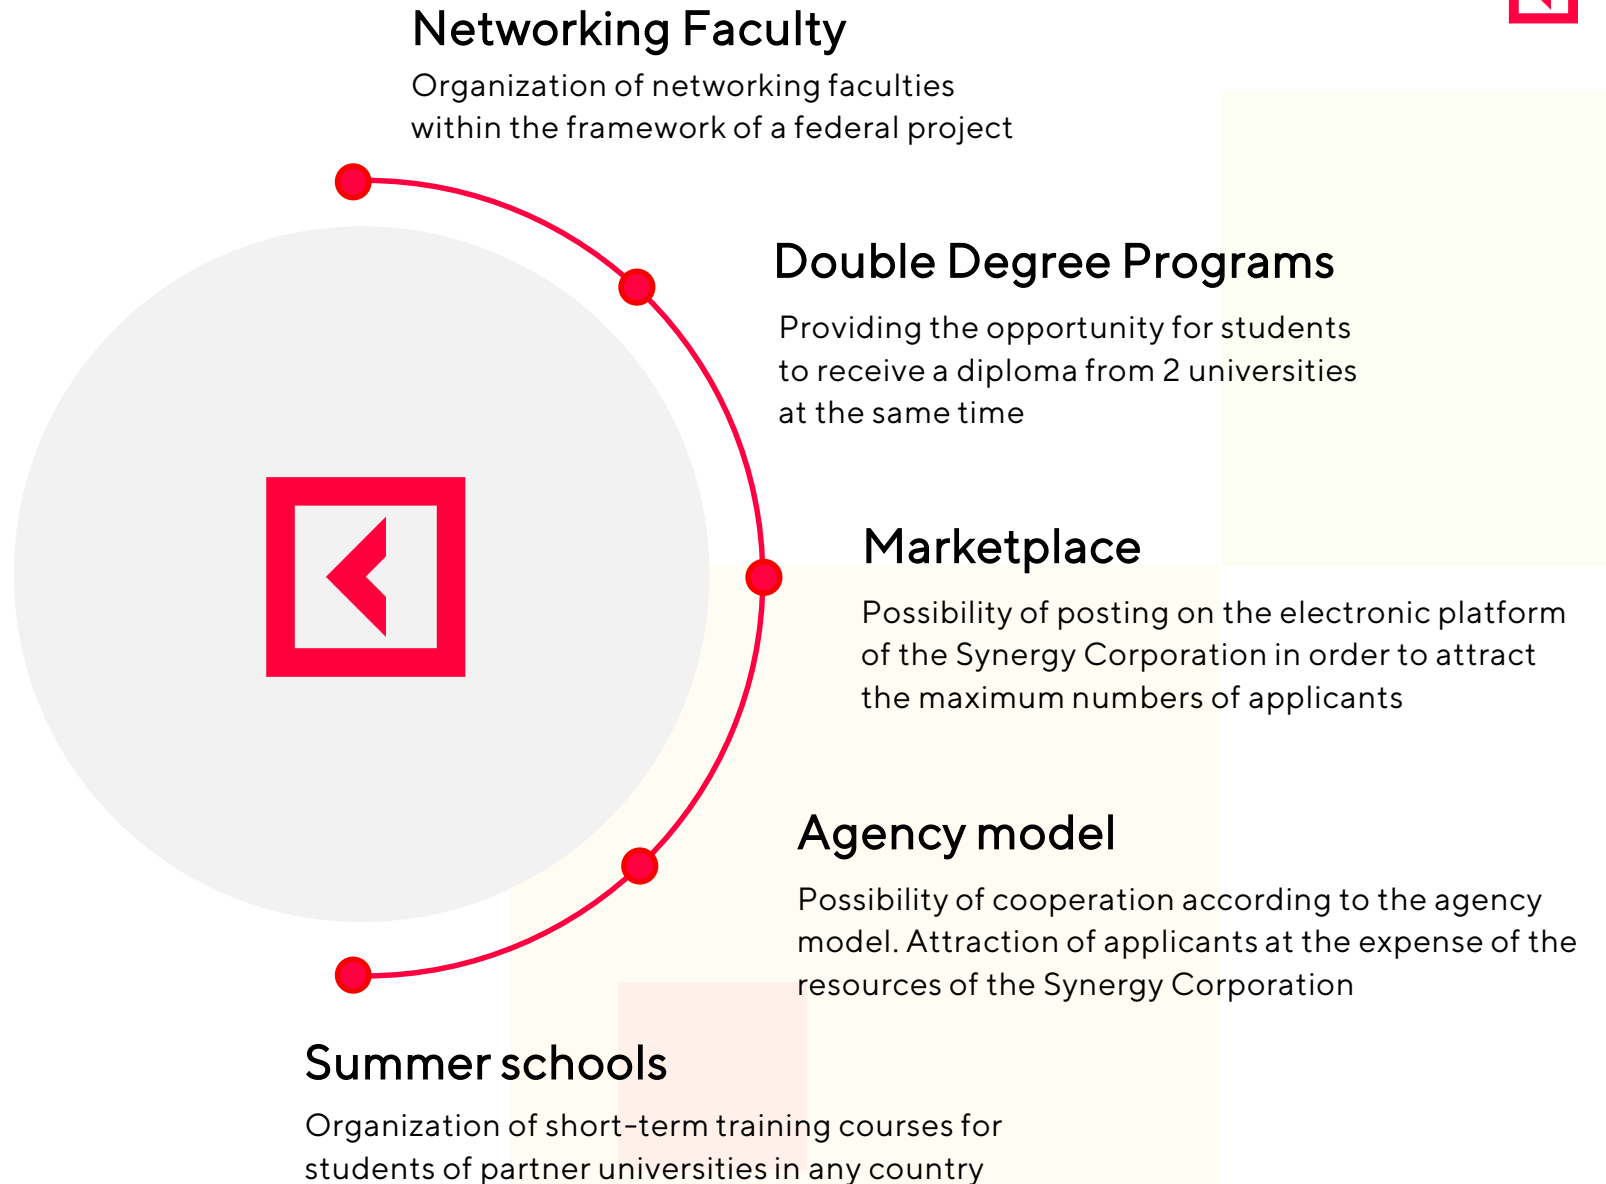 Networking Faculty
Organization of networking faculties
within the framework of a federal project
Double Degree Programs
Providing the opportunity for students
to receive a diploma from 2 universities
at the same time
Marketplace
Possibility of posting on the electronic platform
of the Synergy Corporation in order to attract
the maximum numbers of applicants
Agency model
Possibility of cooperation according to the agency
model. Attraction of applicants at the expense of the
resources of the Synergy Corporation
Summer schools
Organization of short-term training courses for
students of partner universities in any country